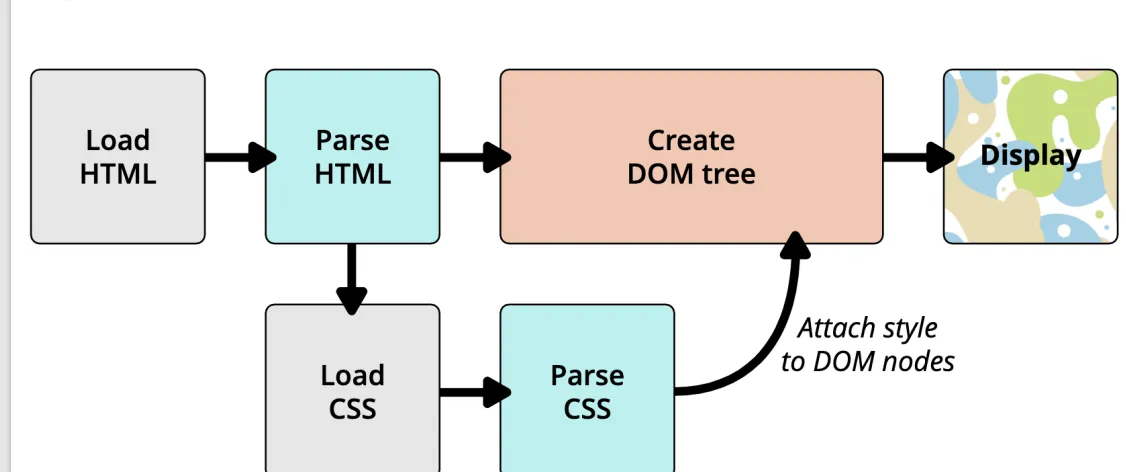 Load
HTML
Parse
HTML
Create
DOM tree
Display
Load
CSS
Parse
CSS
Attach style
to DOM nodes